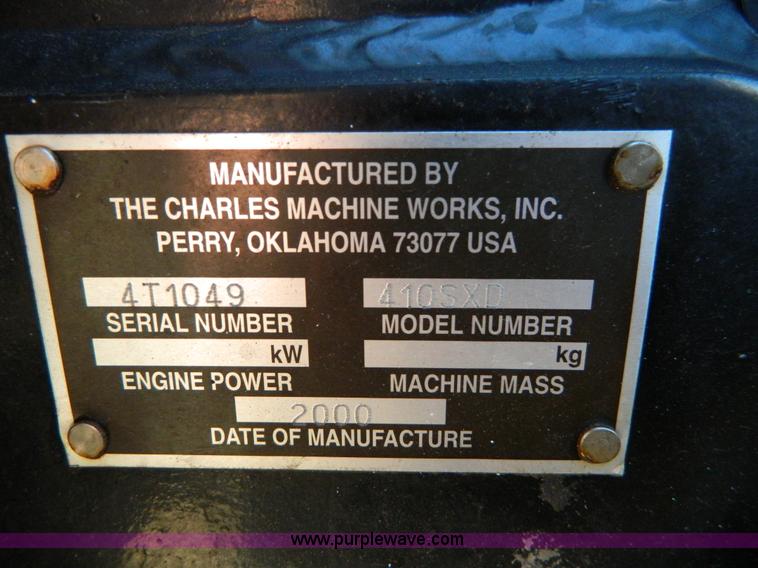 MANUFACTURED BY
THE CHARLES MACHINE WORKS, INC.
PERRY, OKLAHOMA 73077 USA
4T1049 410SXD
SERIAL NUMBER MODEL NUMBER
kW kg
ENGINE POWER MACHINE MASS
2000
DATE OF MANUFACTURE
www.purplewave.com